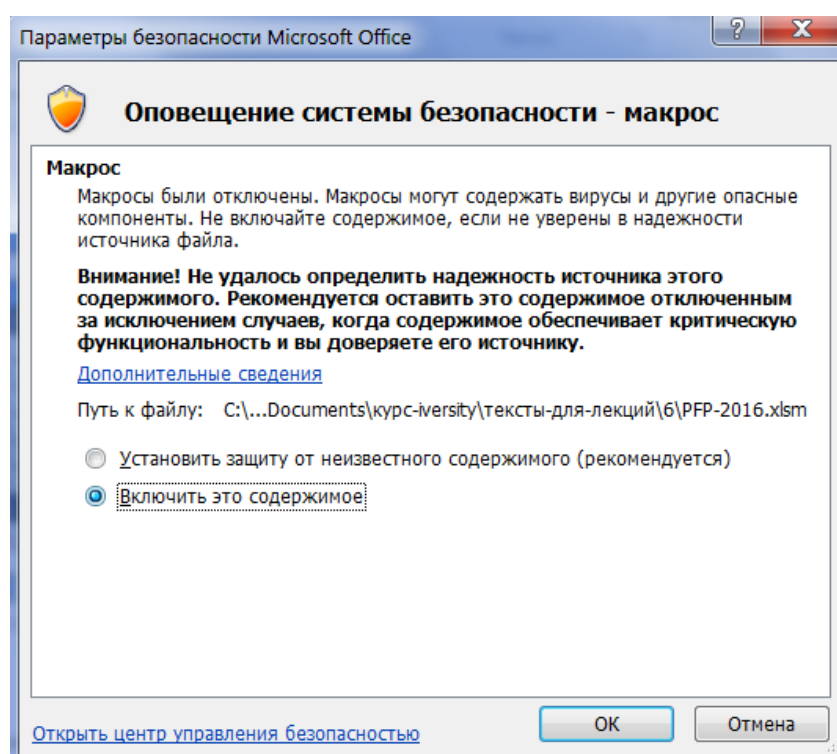 Параметры безопасности Microsoft Office
Оповещение системы безопасности - макрос
Макрос
Макросы были отключены. Макросы могут содержать вирусы и другие опасные
компоненты. Не включайте содержимое, если не уверены в надежности
источника файла.
Внимание! Не удалось определить надежность источника этого
содержимого. Рекомендуется оставить это содержимое отключенным
за исключением случаев, когда содержимое обеспечивает критическую
функциональность и вы доверяете его источнику.
Дополнительные сведения
Путь к файлу: C:\...Documents\курс-iversity\тексты-для-лекций\6\PFP-2016.xlsm
Установить защиту от неизвестного содержимого (рекомендуется)
Включить это содержимое
Открыть центр управления безопасностью
ОК
Отмена